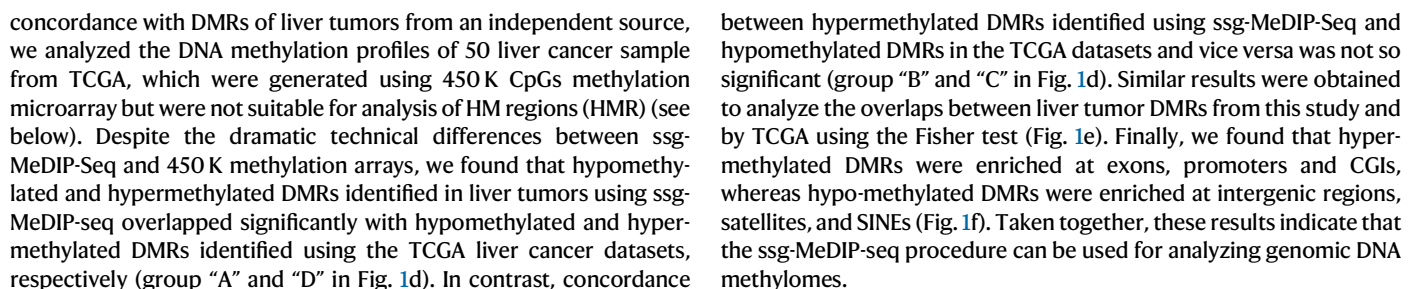 concordance with DMRs of liver tumors from an independent source,
we analyzed the DNA methylation profiles of 50 liver cancer sample
from TCGA, which were generated using 450 K CpGs methylation
microarray but were not suitable for analysis of HM regions (HMR) (see
below). Despite the dramatic technical differences between ssg-
MeDIP-Seq and 450 K methylation arrays, we found that hypomethy-
lated and hypermethylated DMRs identified in liver tumors using ssg-
MeDIP-seq overlapped significantly with hypomethylated and hyper-
methylated DMRs identified using the TCGA liver cancer datasets,
respectively (group “A” and “D” in Fig. 1d). In contrast, concordance
between hypermethylated DMRs identified using ssg-MeDIP-Seq and
hypomethylated DMRs in the TCGA datasets and vice versa was not so
significant (group “B” and “C” in Fig. 1d). Similar results were obtained
to analyze the overlaps between liver tumor DMRs from this study and
by TCGA using the Fisher test (Fig. 1e). Finally, we found that hyper-
methylated DMRs were enriched at exons, promoters and CGIs,
whereas hypo-methylated DMRs were enriched at intergenic regions,
satellites, and SINEs (Fig. 1f). Taken together, these results indicate that
the ssg-MeDIP-seq procedure can be used for analyzing genomic DNA
methylomes.